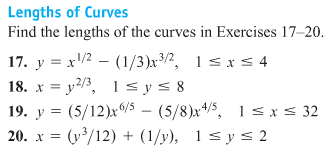 Lengths of Curves
Find the lengths of the curves in Exercises 17–20.
17. y = x^{1/2} − (1/3)x^{3/2}, 1 ≤ x ≤ 4
18. x = y^{2/3}, 1 ≤ y ≤ 8
19. y = (5/12)x^{6/5} − (5/8)x^{4/5}, 1 ≤ x ≤ 32
20. x = (y^3/12) + (1/y), 1 ≤ y ≤ 2